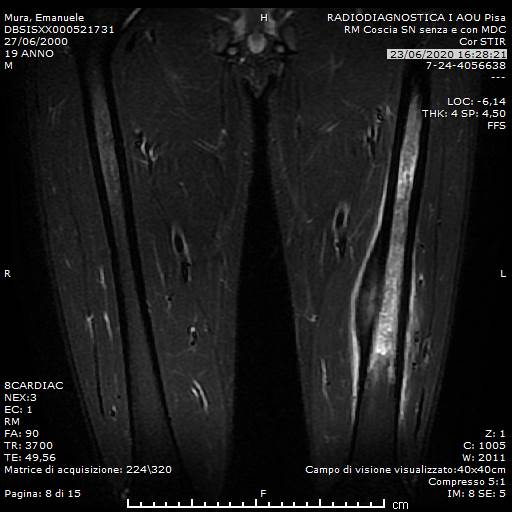 Mura, Emanuele
DBSISXX000521731
27/06/2000
19 ANNO
M
H
RADIODIAGNOSTICA I AOU Pisa
RM Coscia SN senza e con MDC
Cor STIR
23/06/2020 16:28:21
7-24-4056638
---
LOC: -6,14
THK: 4 SP: 4,50
FFS
R
L
8CARDIAC
NEX:3
EC: 1
RM
FA: 90
TR: 3700
TE: 49,56
Matrice di acquisizione: 224\320
Pagina: 8 di 15
F
Z: 1
C: 1005
W: 2011
Campo di visione visualizzato:40x40cm
Compresso 5:1
IM: 8 SE: 5
cm